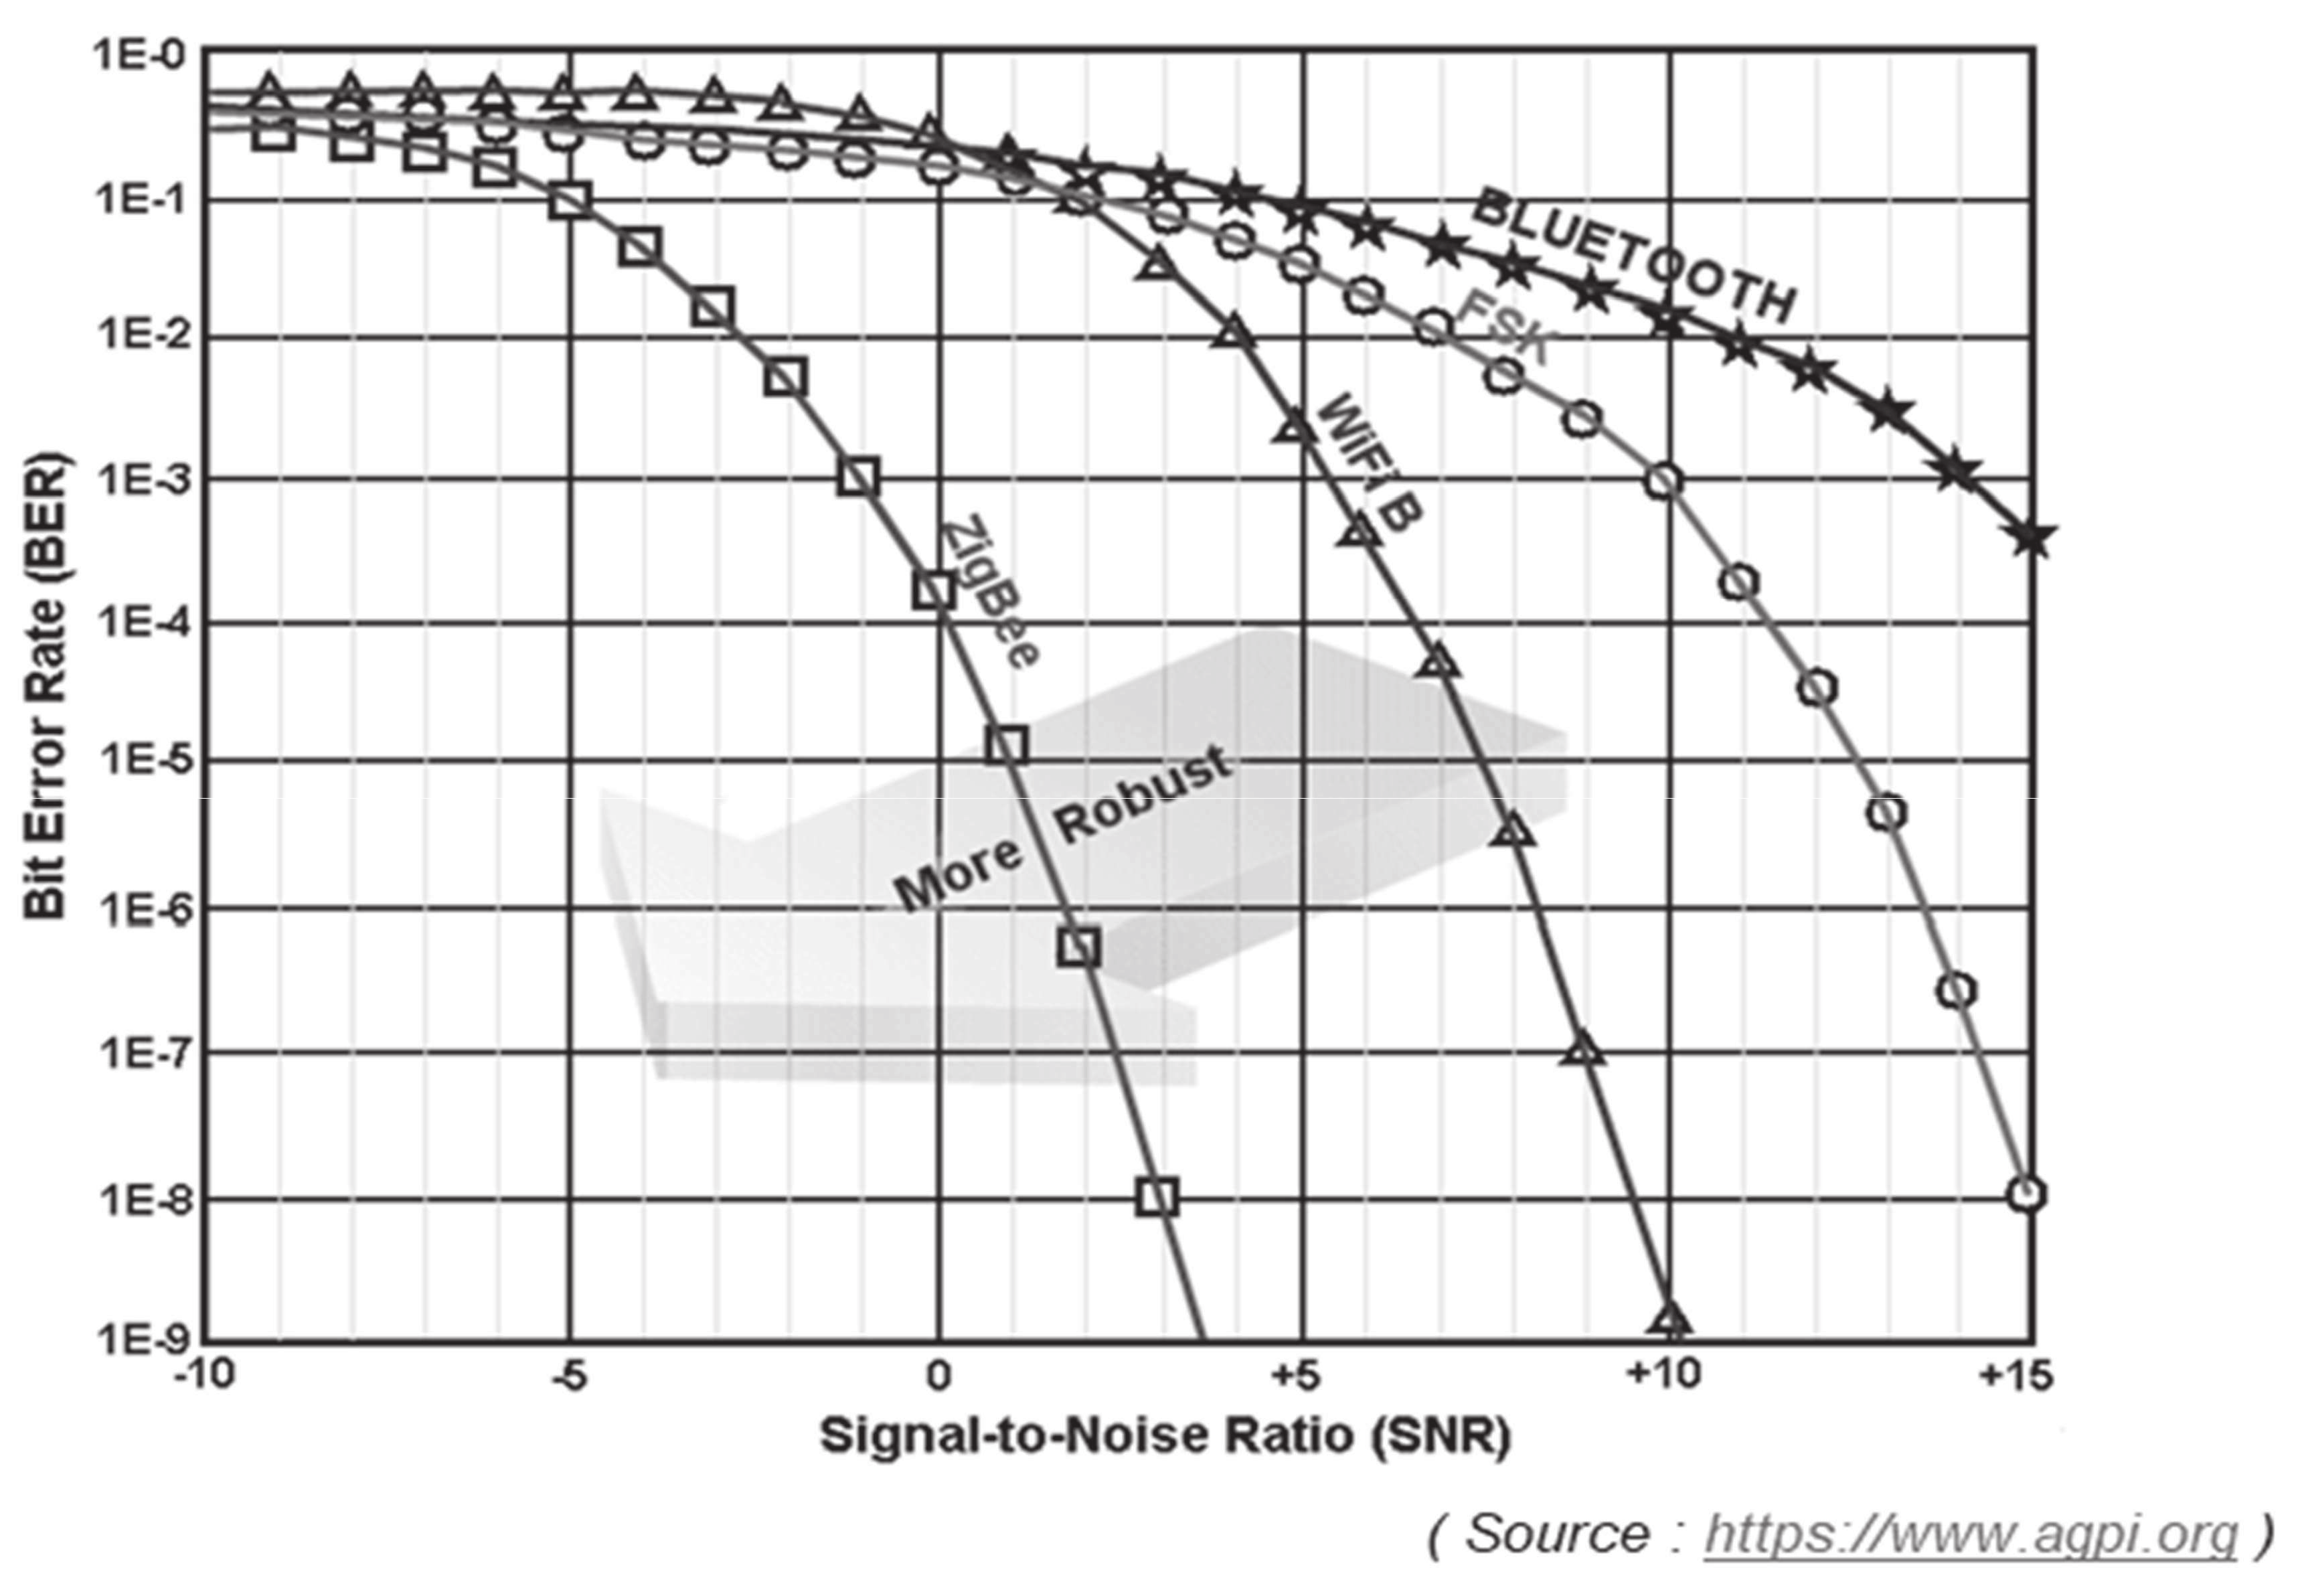 1E-0
1E-1
1E-2
1E-3
1E-4
1E-5
1E-6
1E-7
1E-8
1E-9
Bit Error Rate (BER)
BLUETOOTH
FSK
WiFi B
ZigBee
More Robust
-10 -5 0 +5 +10 +15
Signal-to-Noise Ratio (SNR)
( Source : https://www.agpi.org )